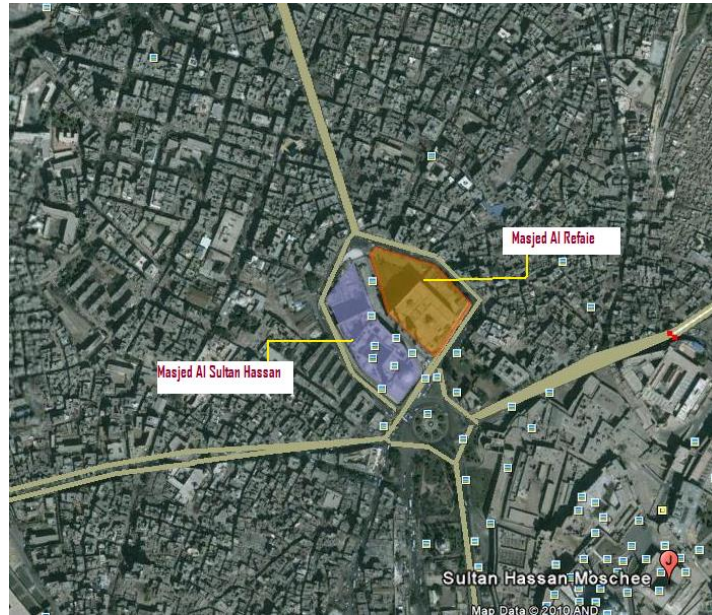 Masjed Al Refaie
Masjed Al Sultan Hassan
J
Sultan Hassan Moschee
Map Data © 2010 AND